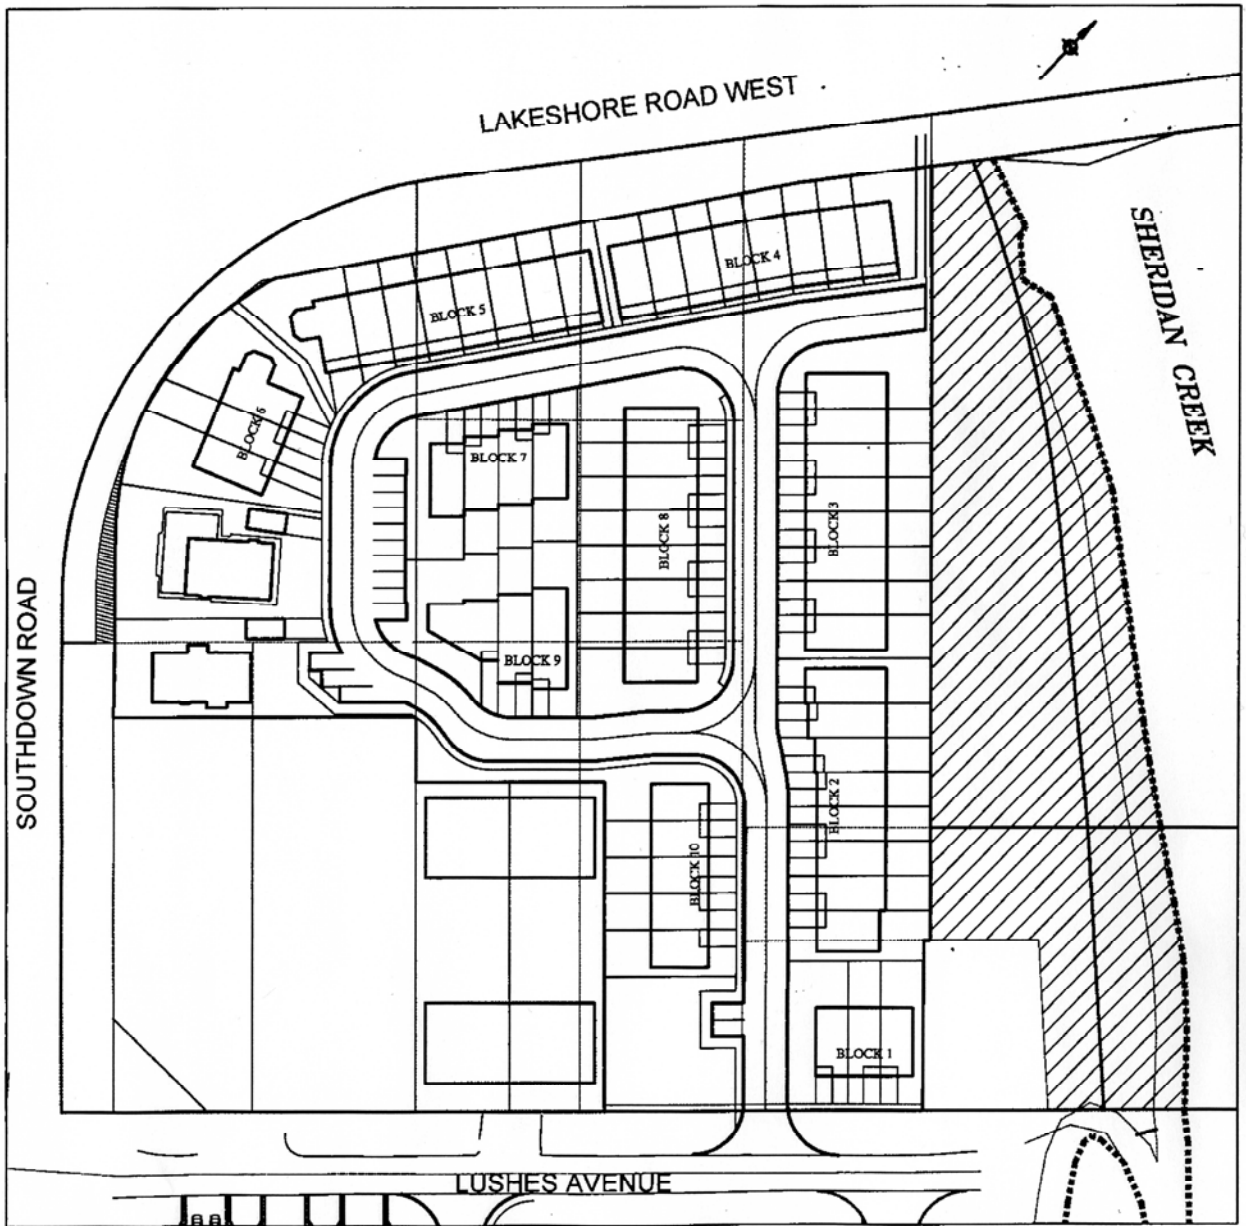 LAKESHORE ROAD WEST
SHERIDAN CREEK
BLOCK 4
BLOCK 5
BLOCK 6
BLOCK 7
BLOCK 8
BLOCK 3
SOUTHDOWN ROAD
BLOCK 9
BLOCK 2
BLOCK 10
BLOCK 1
LUSHES AVENUE